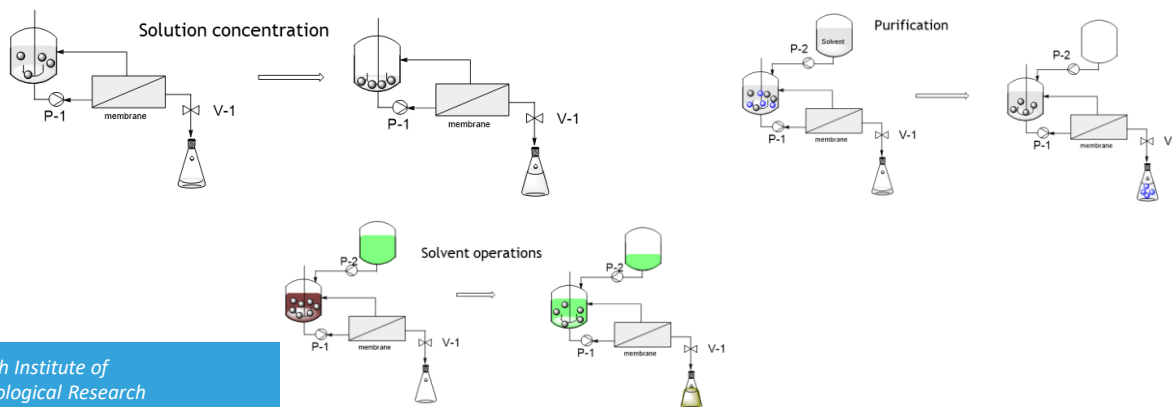 Solution concentration
P-1
membrane
V-1
P-1
membrane
V-1
Purification
P-2
Solvent
P-1
membrane
V-1
P-2
P-1
membrane
V
Solvent operations
P-2
P-1
membrane
V-1
P-2
P-1
membrane
V-1
h Institute of
ological Research